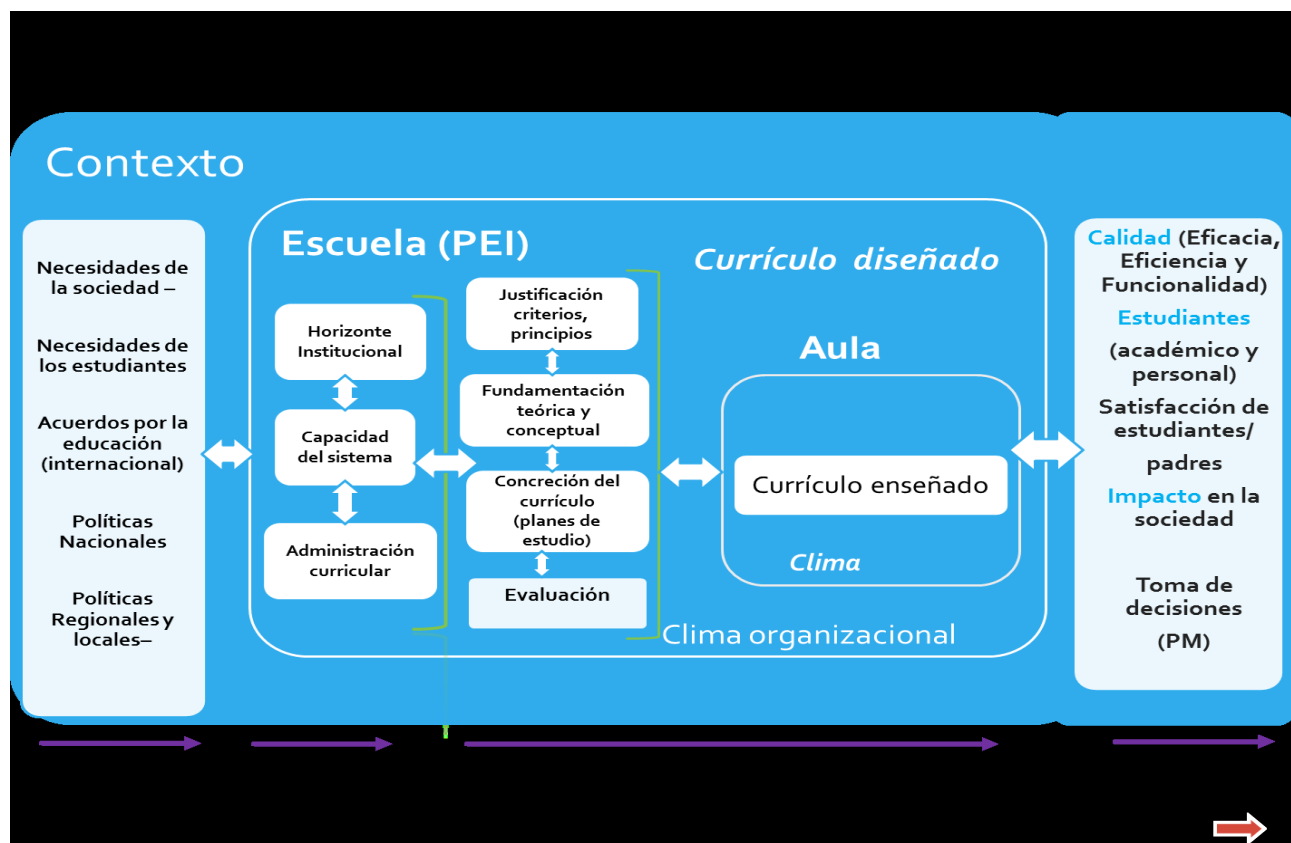 Contexto
Necesidades de
la sociedad –
Necesidades de
los estudiantes
Acuerdos por la
educación
(internacional)
Políticas
Nacionales
Políticas
Regionales y
locales–
Escuela (PEI)
Horizonte
Institucional
Capacidad
del sistema
Administración
curricular
Justificación
criterios,
principios
Fundamentación
teórica y
conceptual
Concreción del
currículo
(planes de
estudio)
Evaluación
Currículo diseñado
Aula
Currículo enseñado
Clima
Clima organizacional
Calidad (Eficacia,
Eficiencia y
Funcionalidad)
Estudiantes
(académico y
personal)
Satisfacción de
estudiantes/
padres
Impacto en la
sociedad
Toma de
decisiones
(PM)